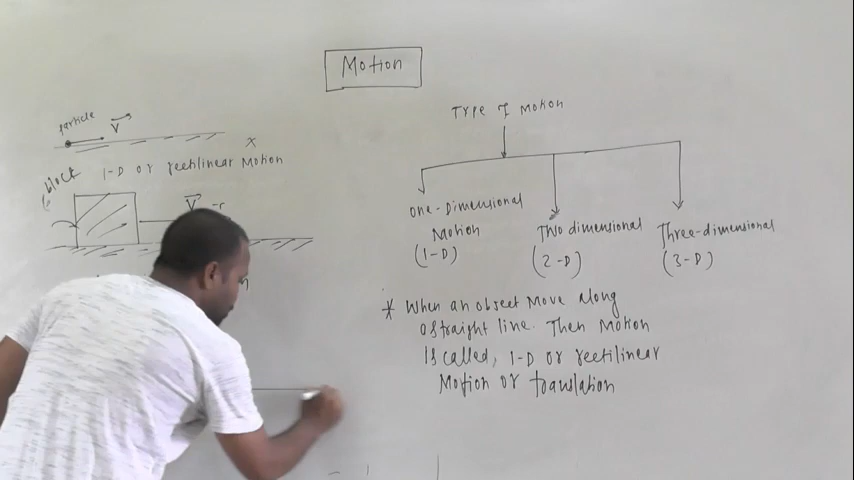 Motion
Type of Motion
particle
V
x
1-D or rectilinear Motion
block
V
One-Dimensional
Motion
(1-D)
Two dimensional
(2-D)
Three-dimensional
(3-D)
* When an object Move along
a straight line. Then Motion
Is called, 1-D or rectilinear
Motion or translation